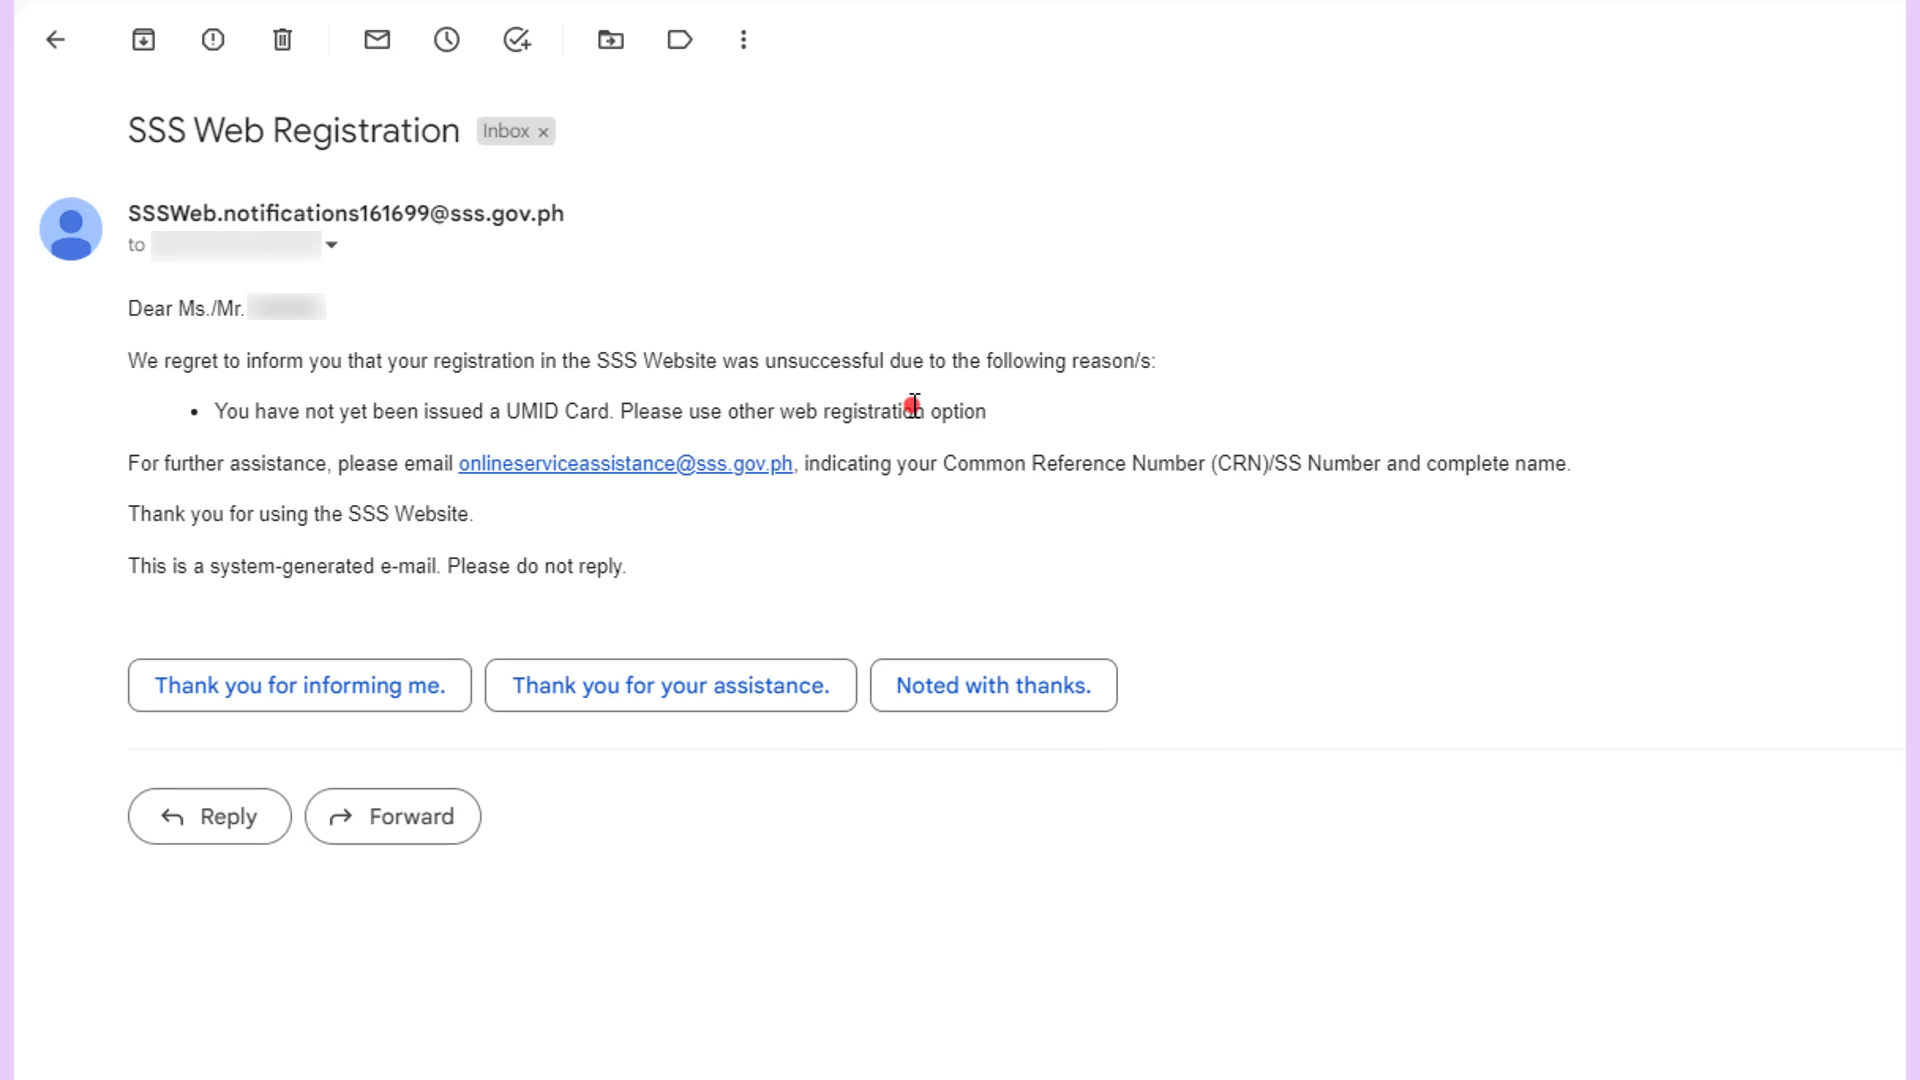 SSS Web Registration Inbox ×
SSSWeb.notifications161699@sss.gov.ph
to
Dear Ms./Mr.
We regret to inform you that your registration in the SSS Website was unsuccessful due to the following reason/s:
• You have not yet been issued a UMID Card. Please use other web registration option
For further assistance, please email onlineserviceassistance@sss.gov.ph, indicating your Common Reference Number (CRN)/SS Number and complete name.
Thank you for using the SSS Website.
This is a system-generated e-mail. Please do not reply.
Thank you for informing me. Thank you for your assistance. Noted with thanks.
Reply Forward